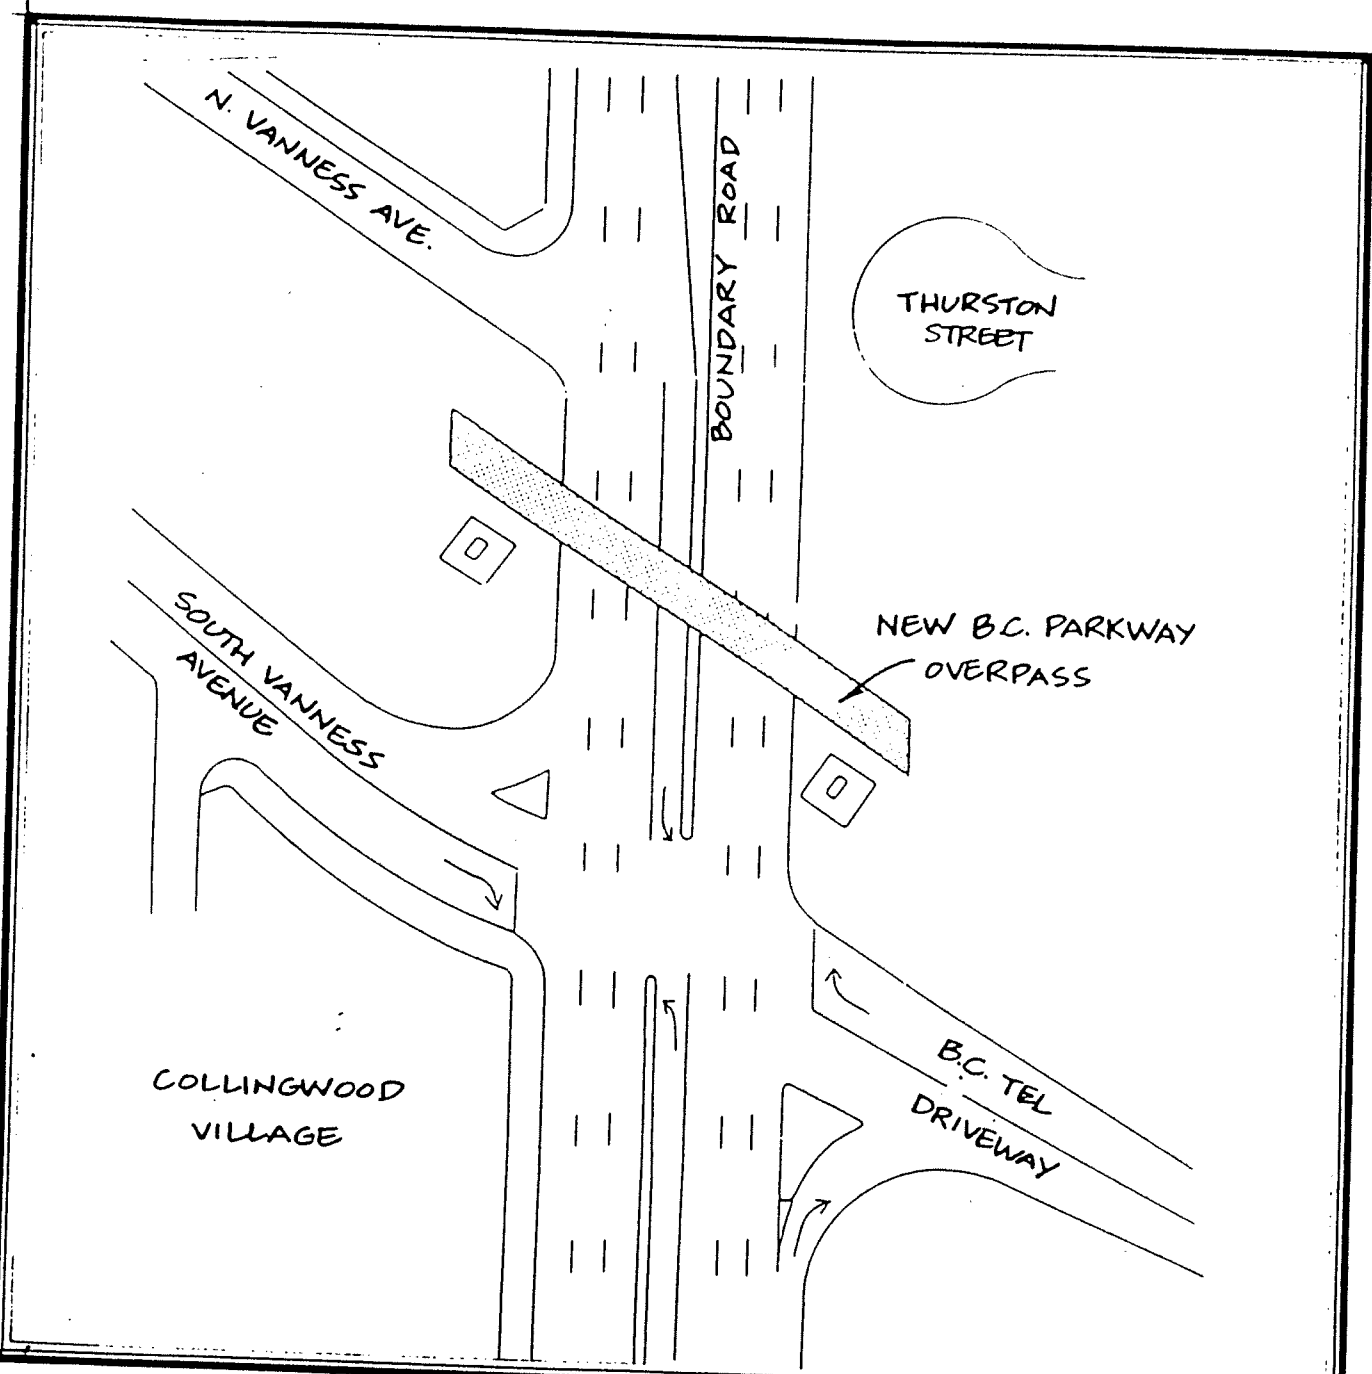 N. VANNESS AVE.
BOUNDARY ROAD
THURSTON
STREET
NEW B.C. PARKWAY
OVERPASS
SOUTH VANNESS
AVENUE
B.C. TEL
DRIVEWAY
COLLINGWOOD
VILLAGE